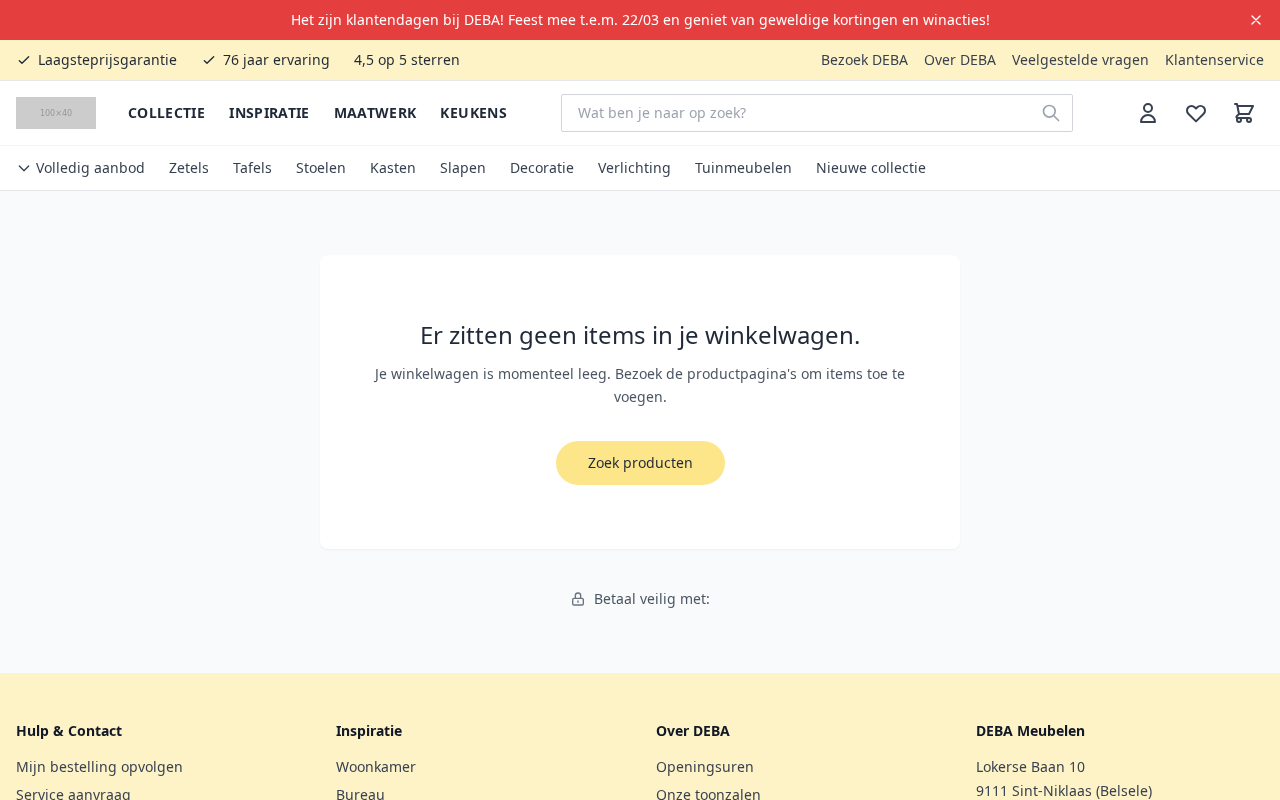 Het zijn klantendagen bij DEBA! Feest mee t.e.m. 22/03 en geniet van geweldige kortingen en winacties!
Laagsteprijsgarantie
76 jaar ervaring
4,5 op 5 sterren
Bezoek DEBA
Over DEBA
Veelgestelde vragen
Klantenservice
100×40
COLLECTIE
INSPIRATIE
MAATWERK
KEUKENS
Wat ben je naar op zoek?
Volledig aanbod
Zetels
Tafels
Stoelen
Kasten
Slapen
Decoratie
Verlichting
Tuinmeubelen
Nieuwe collectie
Er zitten geen items in je winkelwagen.
Je winkelwagen is momenteel leeg. Bezoek de productpagina's om items toe te
voegen.
Zoek producten
Betaal veilig met:
Hulp & Contact
Mijn bestelling opvolgen
Service aanvraag
Inspiratie
Woonkamer
Bureau
Over DEBA
Openingsuren
Onze toonzalen
DEBA Meubelen
Lokerse Baan 10
9111 Sint-Niklaas (Belsele)